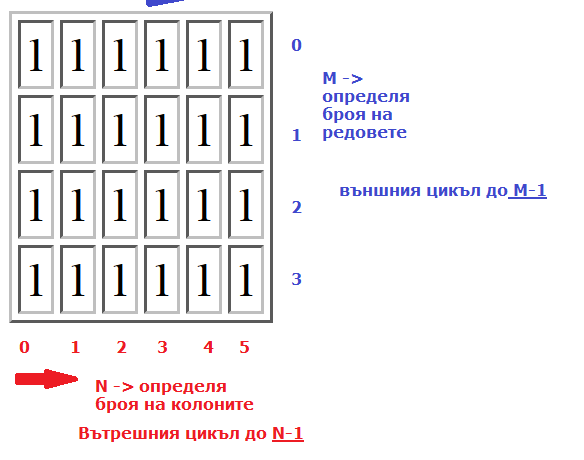 1 1 1 1 1 1 0
M ->
определя
броя на
редовете
1 1 1 1 1 1 1
външния цикъл до M-1
1 1 1 1 1 1 2
1 1 1 1 1 1 3
0 1 2 3 4 5
N -> определя
броя на колоните
Вътрешния цикъл до N-1